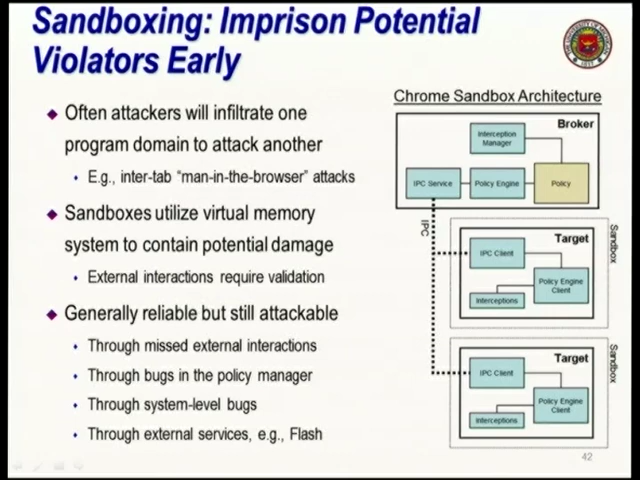 Sandboxing: Imprison Potential
Violators Early
Often attackers will infiltrate one
program domain to attack another
E.g., inter-tab “man-in-the-browser” attacks
Sandboxes utilize virtual memory
system to contain potential damage
External interactions require validation
Generally reliable but still attackable
Through missed external interactions
Through bugs in the policy manager
Through system-level bugs
Through external services, e.g., Flash
Chrome Sandbox Architecture
Broker
Interception
Manager
IPC Service
Policy Engine
Policy
IPC
Sandbox
Target
IPC Client
Policy Engine
Client
Interceptions
Sandbox
Target
IPC Client
Policy Engine
Client
Interceptions
42